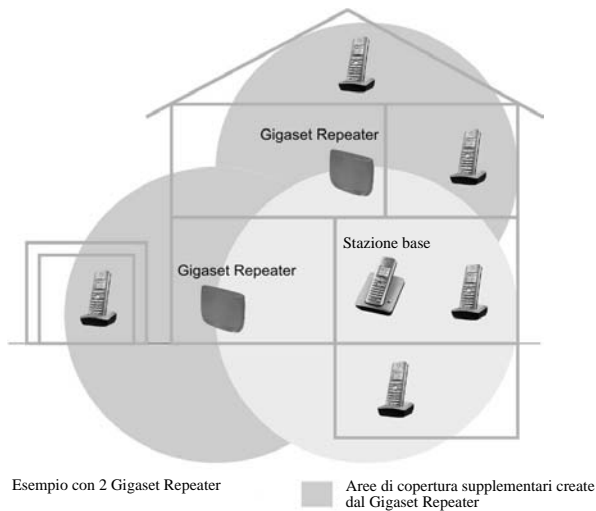 Gigaset Repeater
Stazione base
Gigaset Repeater
Esempio con 2 Gigaset Repeater
Aree di copertura supplementari create
dal Gigaset Repeater